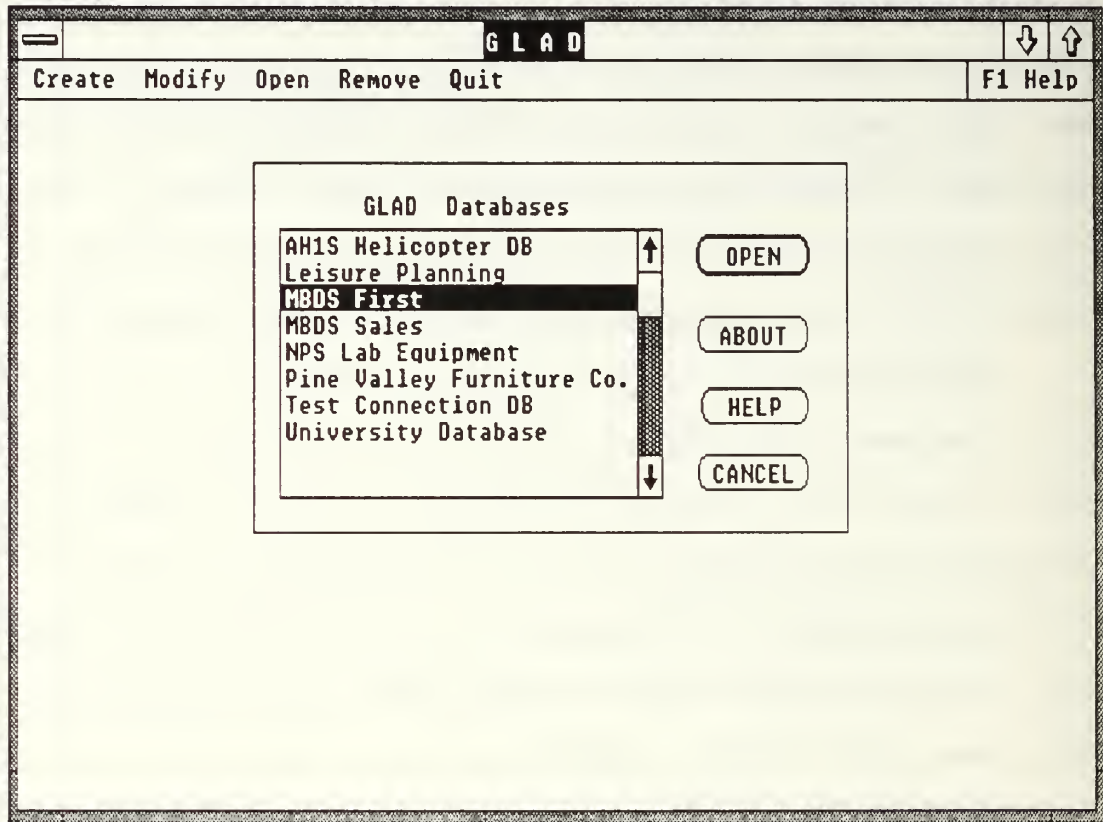 G L A D
Create Modify Open Remove Quit F1 Help
GLAD Databases
AH1S Helicopter DB
Leisure Planning
MBDS First
MBDS Sales
NPS Lab Equipment
Pine Valley Furniture Co.
Test Connection DB
University Database
OPEN
ABOUT
HELP
CANCEL